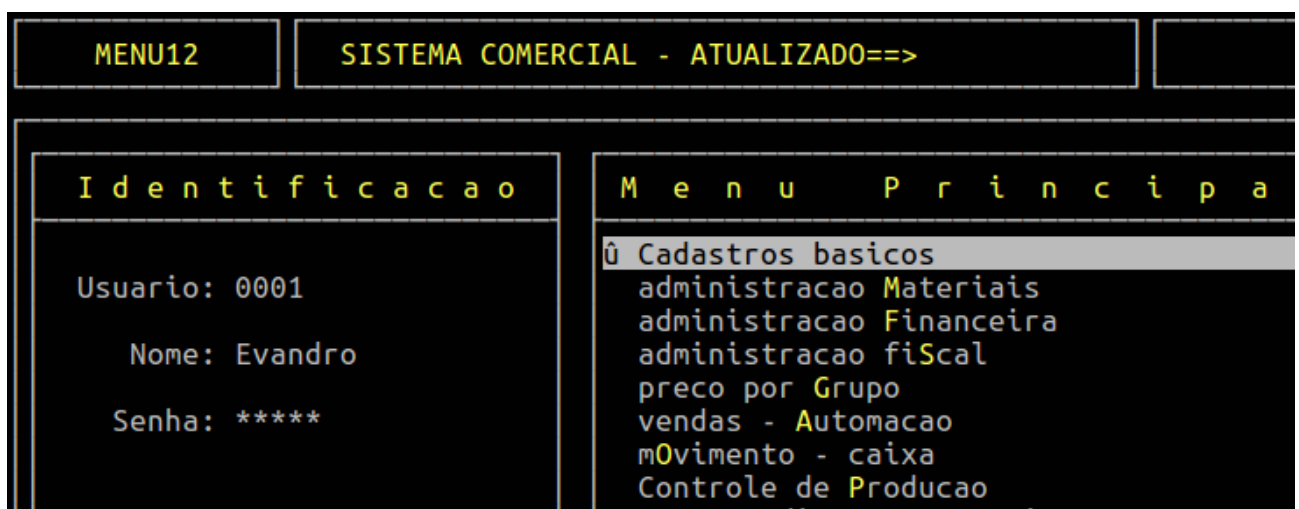 MENU12
SISTEMA COMERCIAL - ATUALIZADO==>
I d e n t i f i c a c a o
Usuario: 0001
Nome: Evandro
Senha: *****
M e n u P r i n c i p a
û Cadastros basicos
administracao Materiais
administracao Financeira
administracao fiScal
preco por Grupo
vendas - Automacao
mOvimento - caixa
Controle de Producao